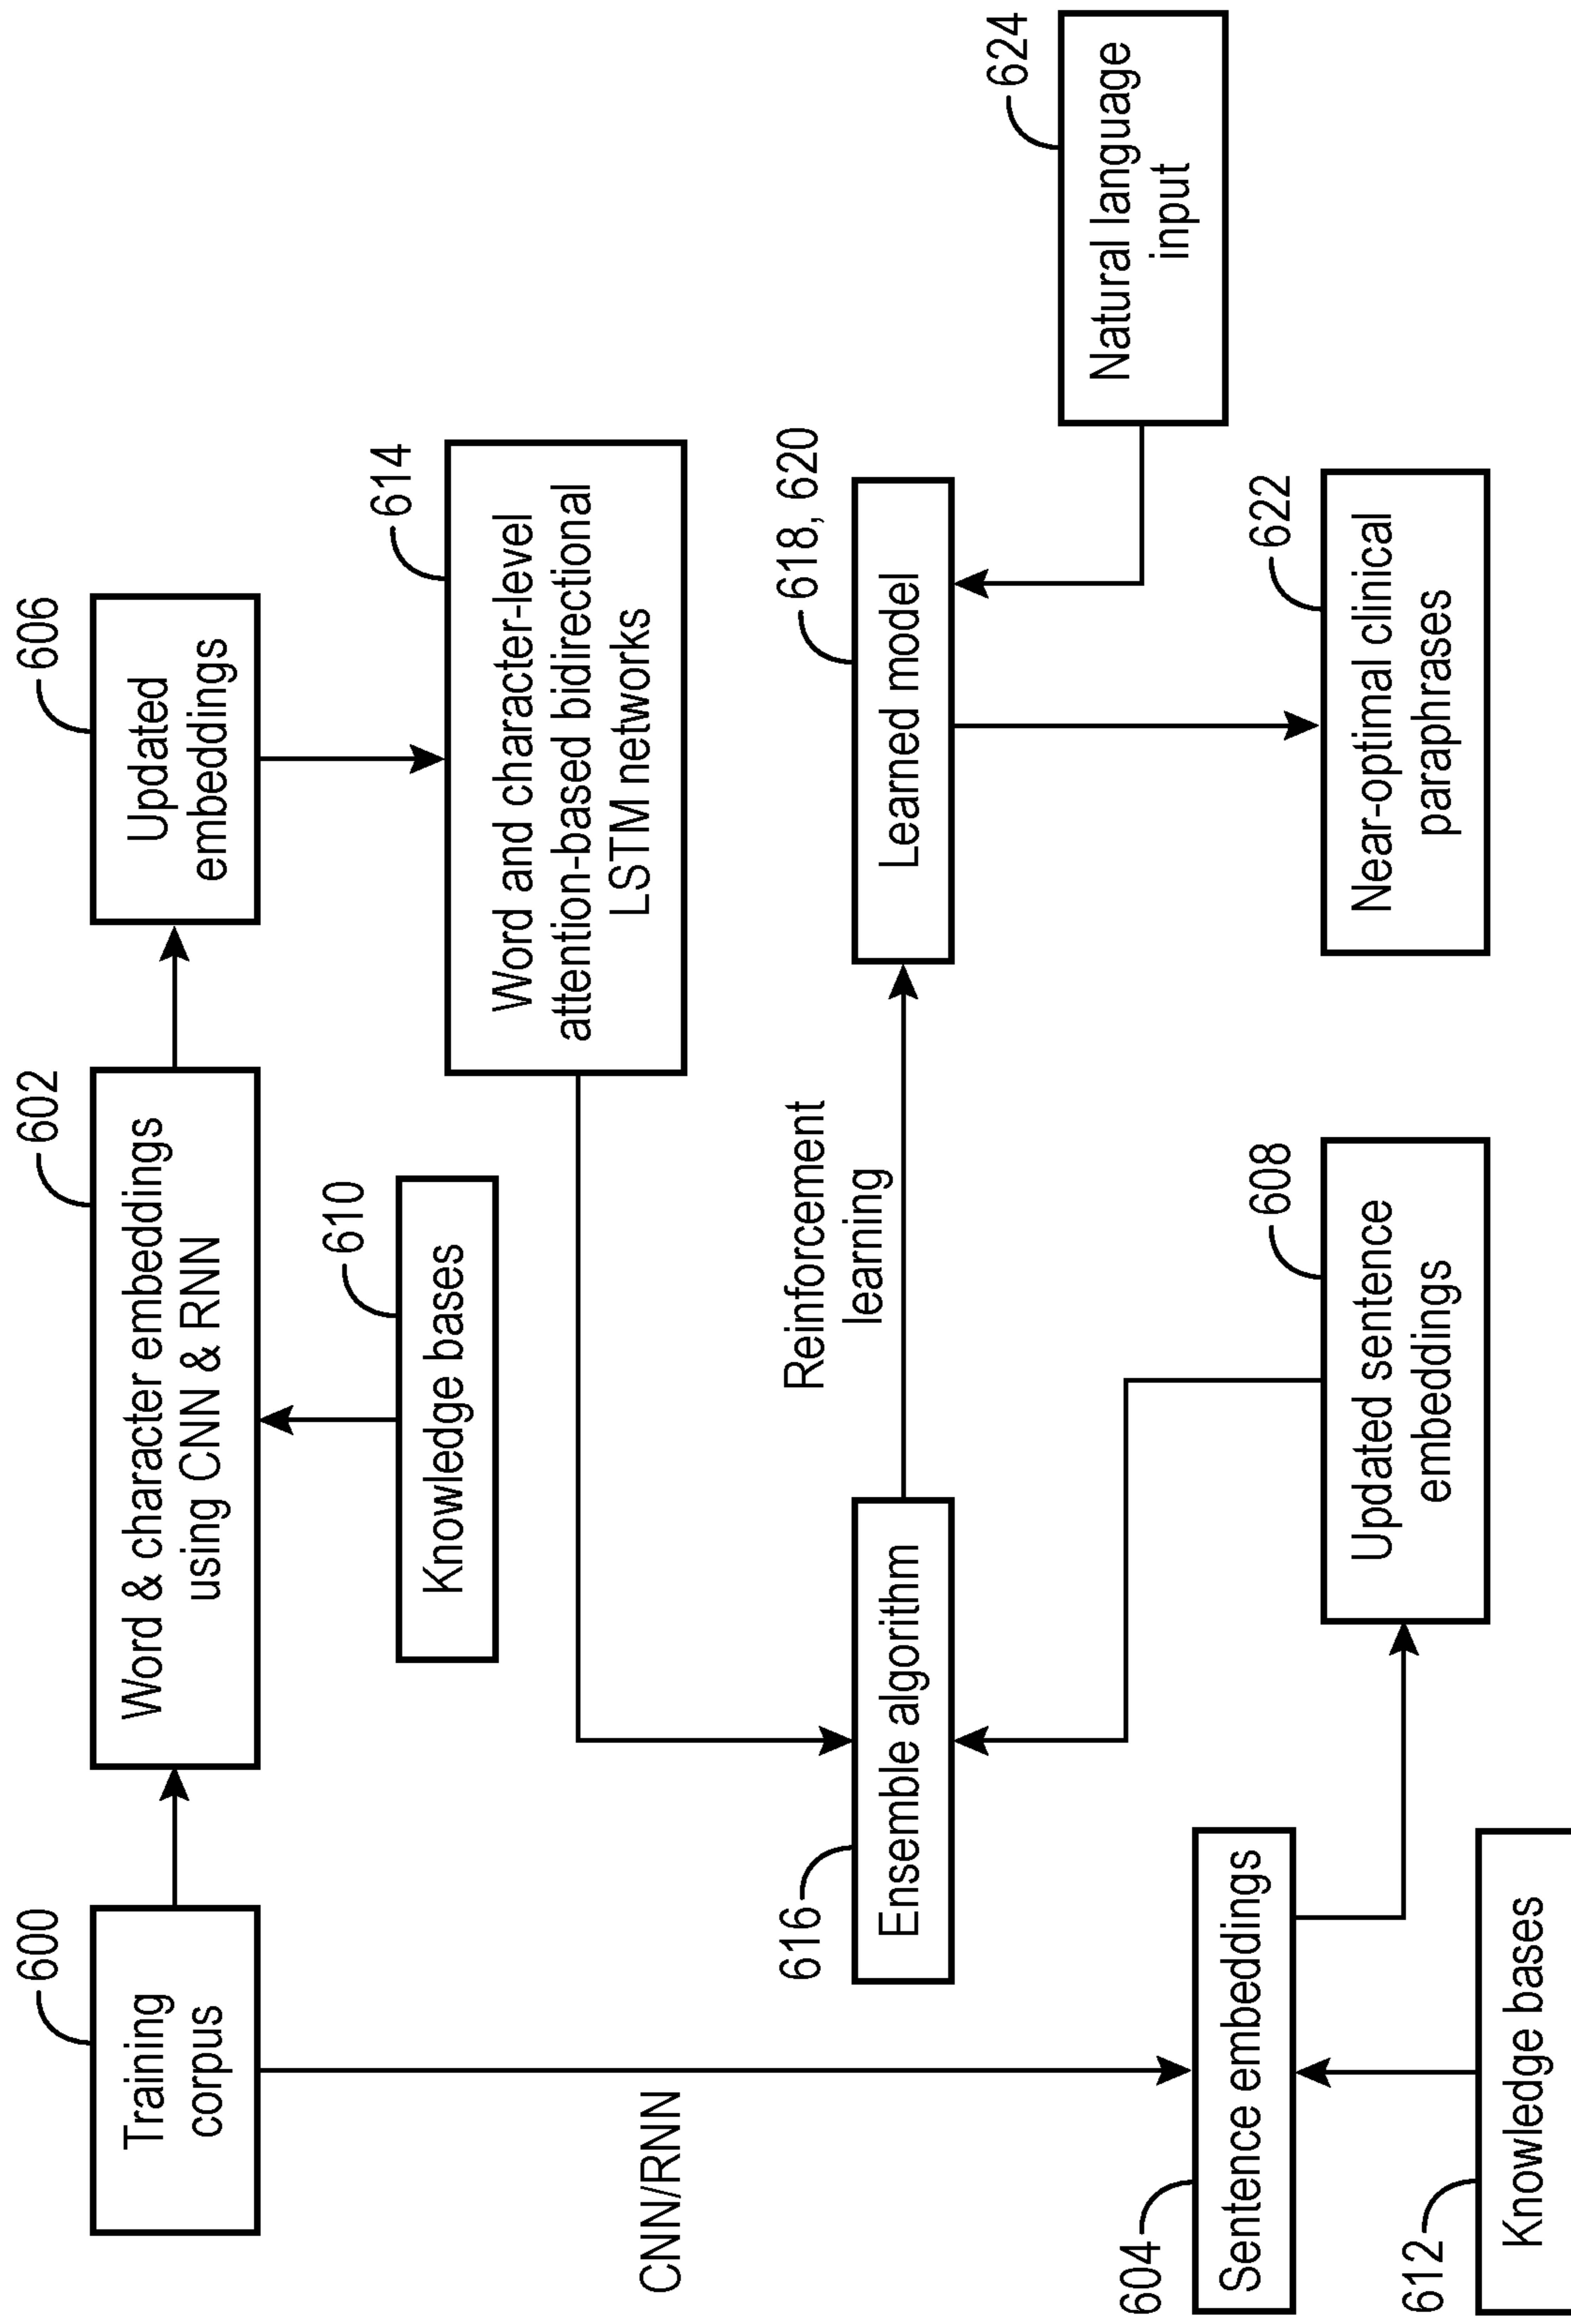 600
Training
corpus
602
Word & character embeddings
using CNN & RNN
606
Updated
embeddings
610
Knowledge bases
614
Word and character-level
attention-based bidirectional
LSTM networks
CNN/RNN
616
Ensemble algorithm
Reinforcement
learning
618, 620
Learned model
624
Natural language
input
604
Sentence embeddings
608
Updated sentence
embeddings
622
Near-optimal clinical
paraphrases
612
Knowledge bases